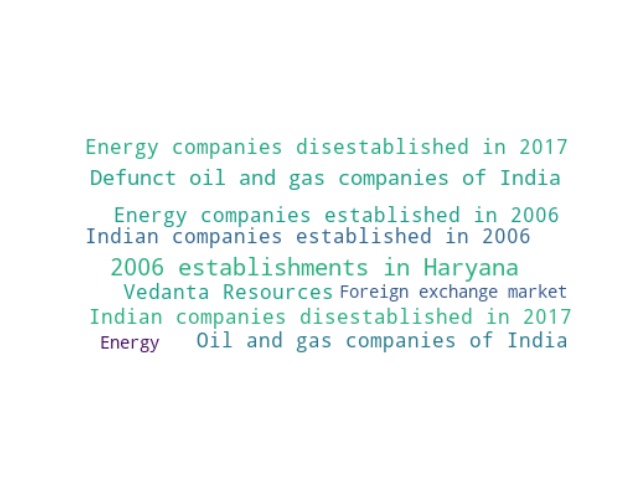 Energy companies disestablished in 2017
Defunct oil and gas companies of India
Energy companies established in 2006
Indian companies established in 2006
2006 establishments in Haryana
Vedanta Resources Foreign exchange market
Indian companies disestablished in 2017
Energy Oil and gas companies of India